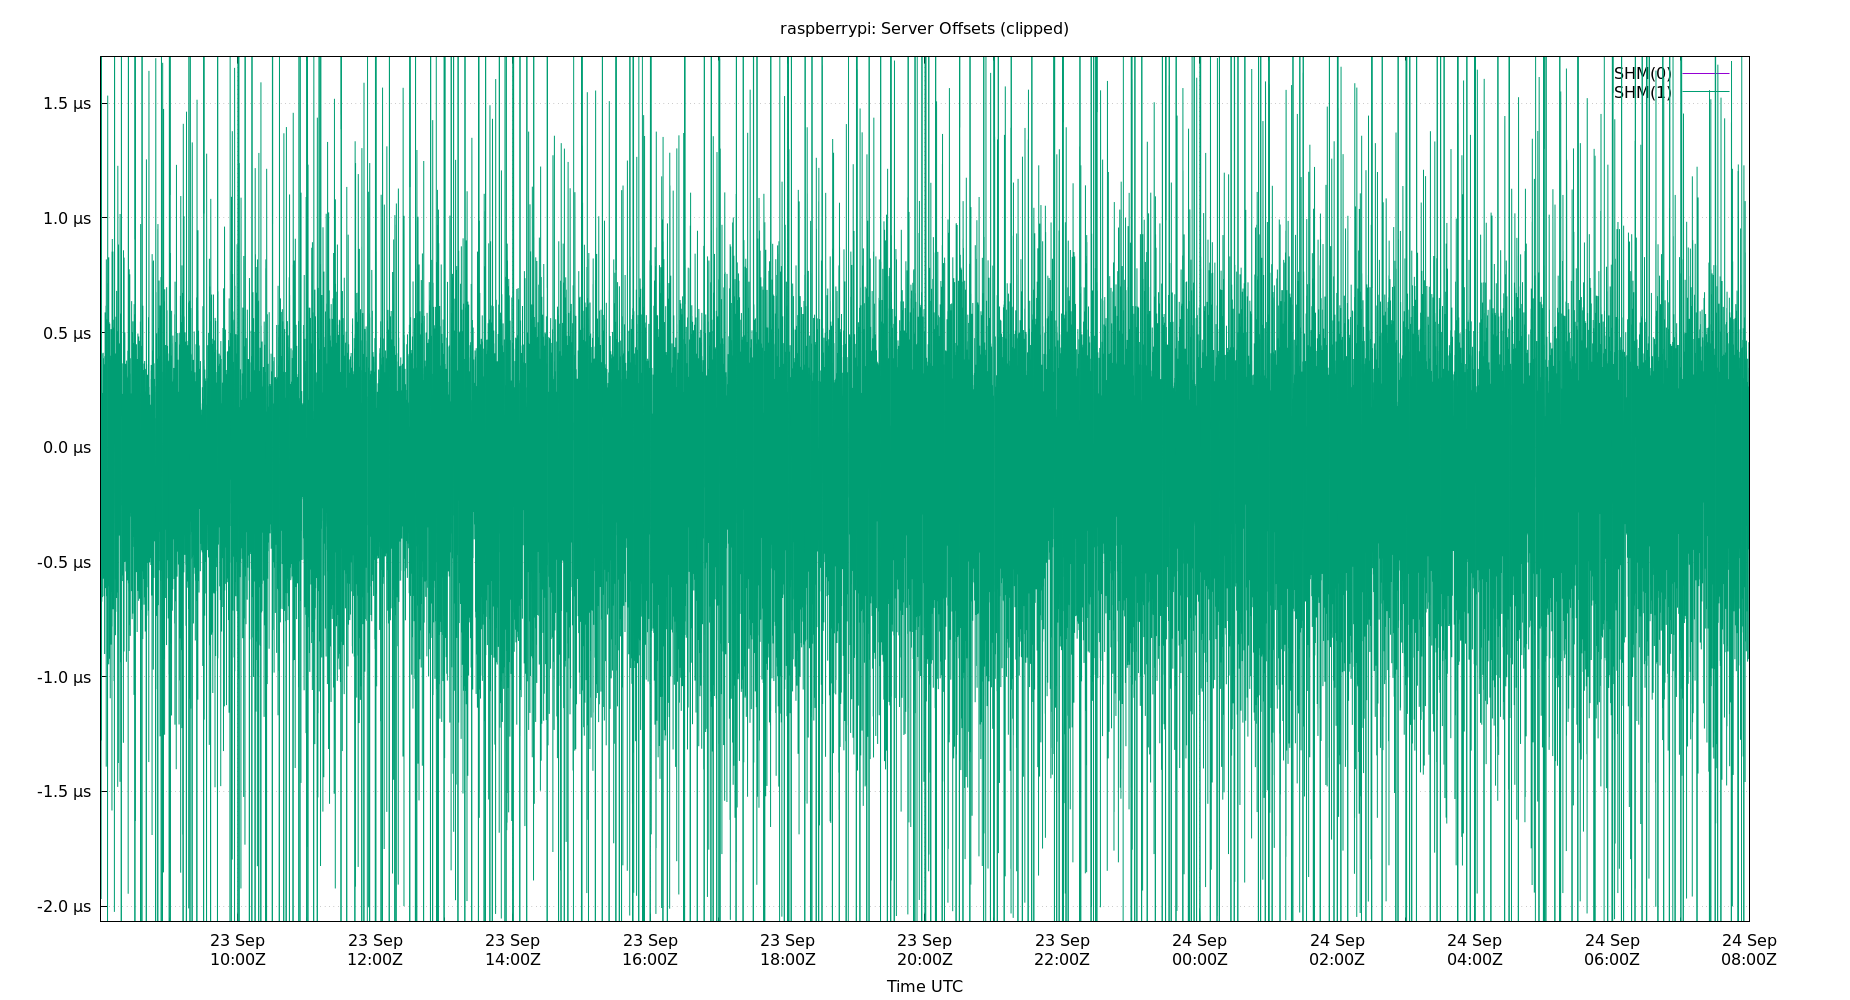 raspberrypi: Server Offsets (clipped)
SHM(0)
SHM(1)
1.5 µs
1.0 µs
0.5 µs
0.0 µs
-0.5 µs
-1.0 µs
-1.5 µs
-2.0 µs
23 Sep 23 Sep 23 Sep 23 Sep 23 Sep 23 Sep 23 Sep 24 Sep 24 Sep 24 Sep 24 Sep 24 Sep
10:00Z 12:00Z 14:00Z 16:00Z 18:00Z 20:00Z 22:00Z 00:00Z 02:00Z 04:00Z 06:00Z 08:00Z
Time UTC